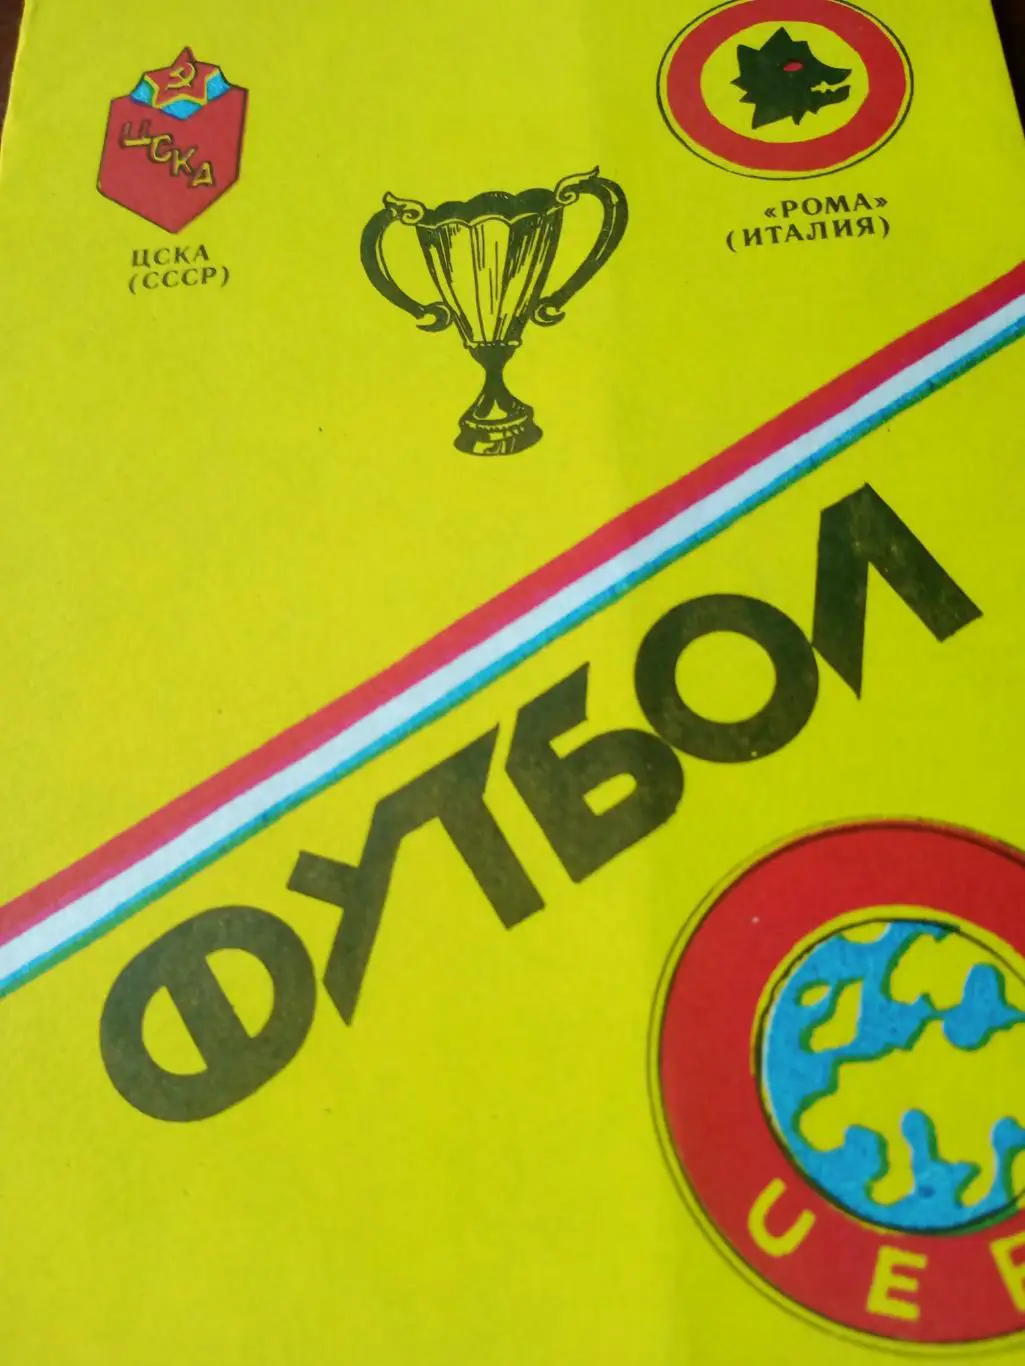 ЦСКА
ЦСКА
(СССР)
«РОМА»
(ИТАЛИЯ)
ФУТБОЛ
UEF